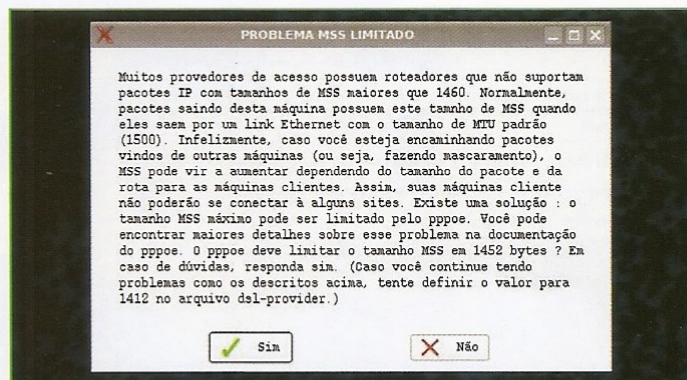 PROBLEMA MSS LIMITADO
Muitos provedores de acesso possuem roteadores que não suportam
pacotes IP com tamanhos de MSS maiores que 1460. Normalmente,
pacotes saindo desta máquina possuem este tamnho de MSS quando
eles saem por um link Ethernet com o tamanho de MTU padrão
(1500). Infelizmente, caso você esteja encaminhando pacotes
vindos de outras máquinas (ou seja, fazendo mascaramento), o
MSS pode vir a aumentar dependendo do tamanho do pacote e da
rota para as máquinas clientes. Assim, suas máquinas cliente
não poderão se conectar à alguns sites. Existe uma solução : o
tamanho MSS máximo pode ser limitado pelo pppoe. Você pode
encontrar maiores detalhes sobre esse problema na documentação
do pppoe. O pppoe deve limitar o tamanho MSS em 1452 bytes ? Em
caso de dúvidas, responda sim. (Caso você continue tendo
problemas como os descritos acima, tente definir o valor para
1412 no arquivo dsl-provider.)
Sim
Não